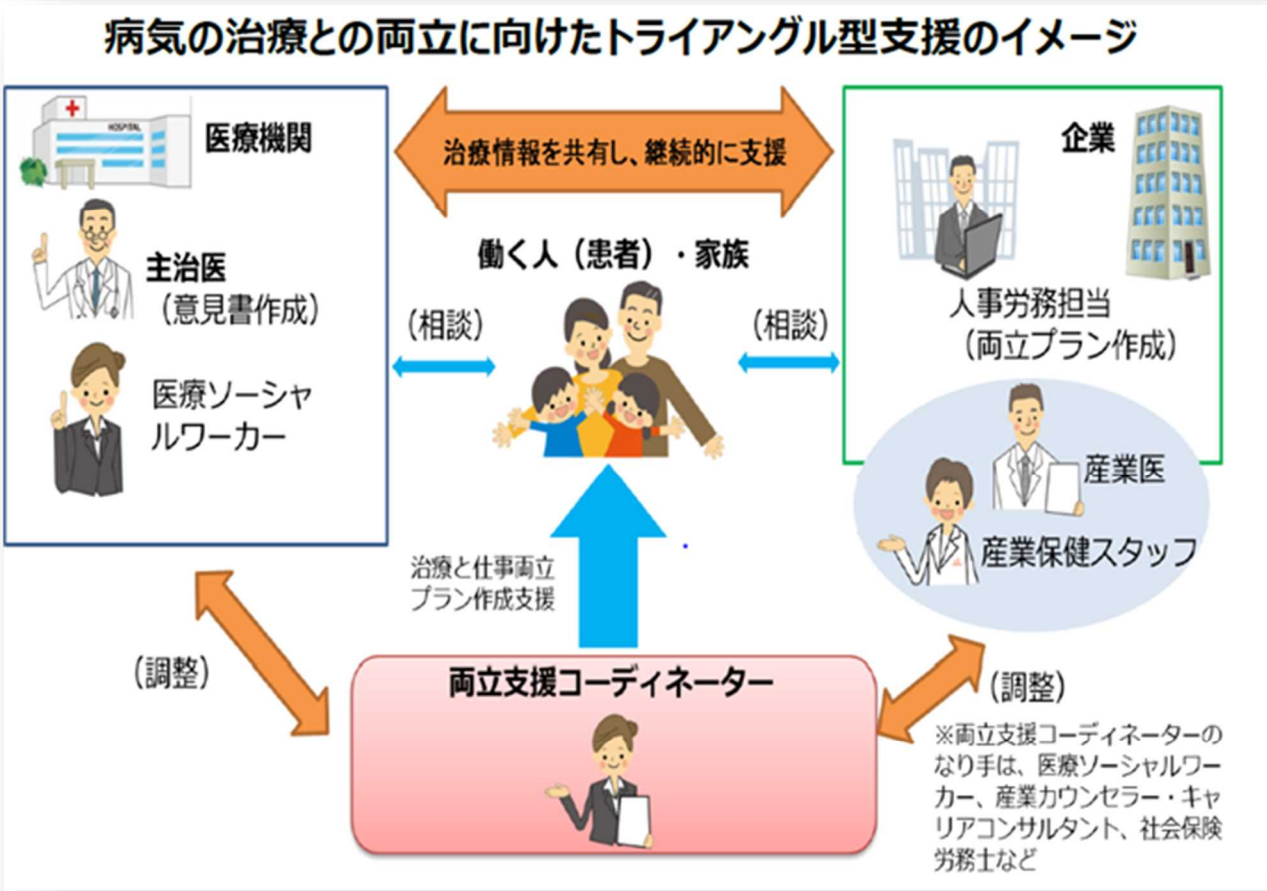 病気の治療との両立に向けたトライアングル型支援のイメージ
HOSPITAL
医療機関
主治医
（意見書作成）
医療ソーシャ
ルワーカー
治療情報を共有し、継続的に支援
働く人（患者）・家族
（相談）
（相談）
企業
人事労務担当
（両立プラン作成）
産業医
産業保健スタッフ
治療と仕事両立
プラン作成支援
（調整）
両立支援コーディネーター
（調整）
※両立支援コーディネーターの
なり手は、医療ソーシャルワー
カー、産業カウンセラー・キャ
リアコンサルタント、社会保険
労務士など